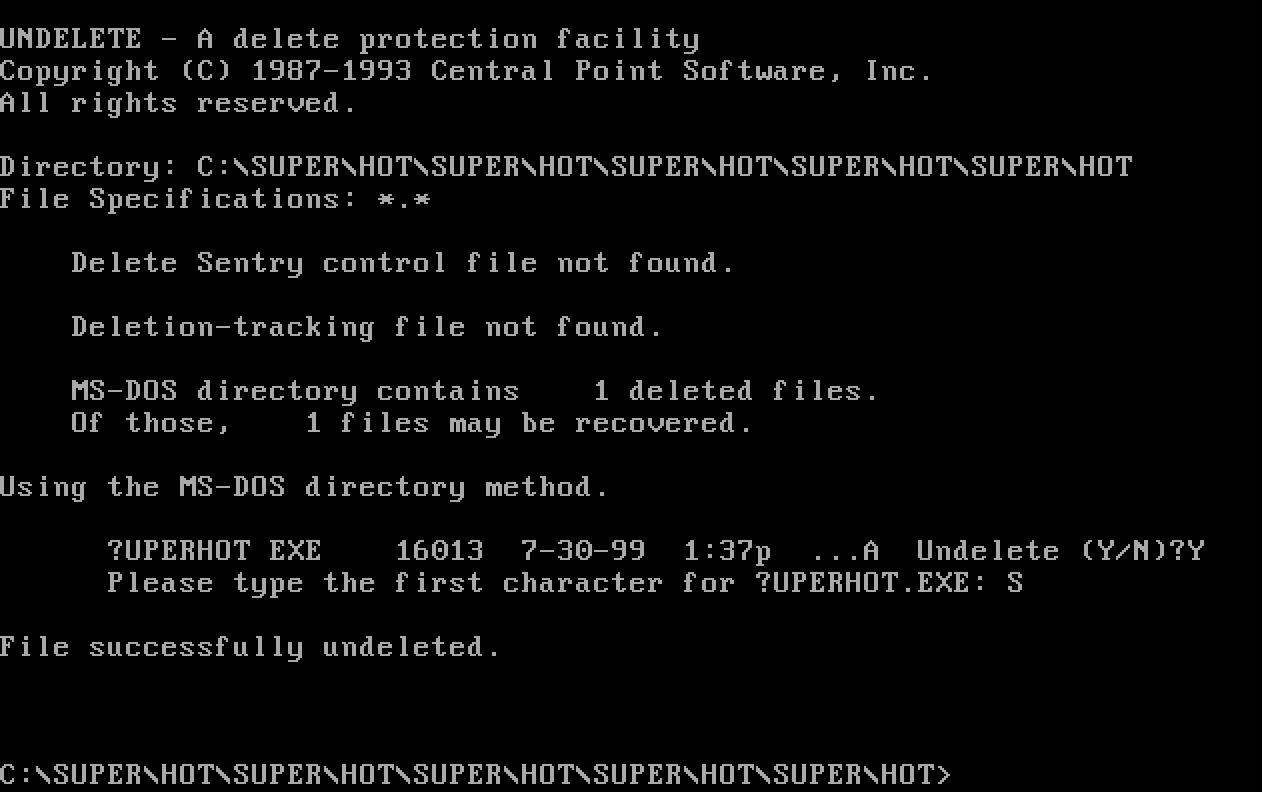 UNDELETE - A delete protection facility
Copyright (C) 1987-1993 Central Point Software, Inc.
All rights reserved.
Directory: C:\SUPER\HOT\SUPER\HOT\SUPER\HOT\SUPER\HOT\SUPER\HOT
File Specifications: *.*
Delete Sentry control file not found.
Deletion-tracking file not found.
MS-DOS directory contains    1 deleted files.
Of those,    1 files may be recovered.
Using the MS-DOS directory method.
?UPERHOT EXE    16013  7-30-99  1:37p  ...A  Undelete (Y/N)?Y
Please type the first character for ?UPERHOT.EXE: S
File successfully undeleted.
C:\SUPER\HOT\SUPER\HOT\SUPER\HOT\SUPER\HOT\SUPER\HOT>